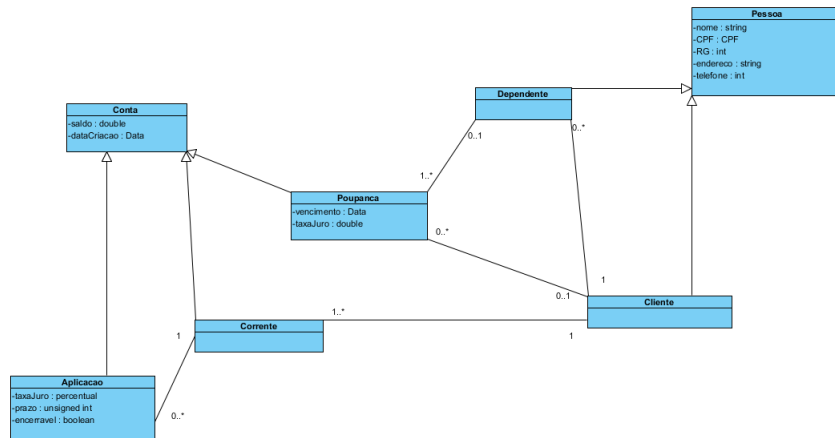 Pessoa
-nome : string
-CPF : CPF
-RG : int
-endereco : string
-telefone : int
Dependente
Conta
-saldo : double
-dataCriacao : Data
0..1
0..*
1..*
Poupanca
-vencimento : Data
-taxaJuro : double
0..*
1
0..1
Cliente
1..*
1
Corrente
1
Aplicacao
-taxaJuro : percentual
-prazo : unsigned int
-encerravel : boolean
0..*